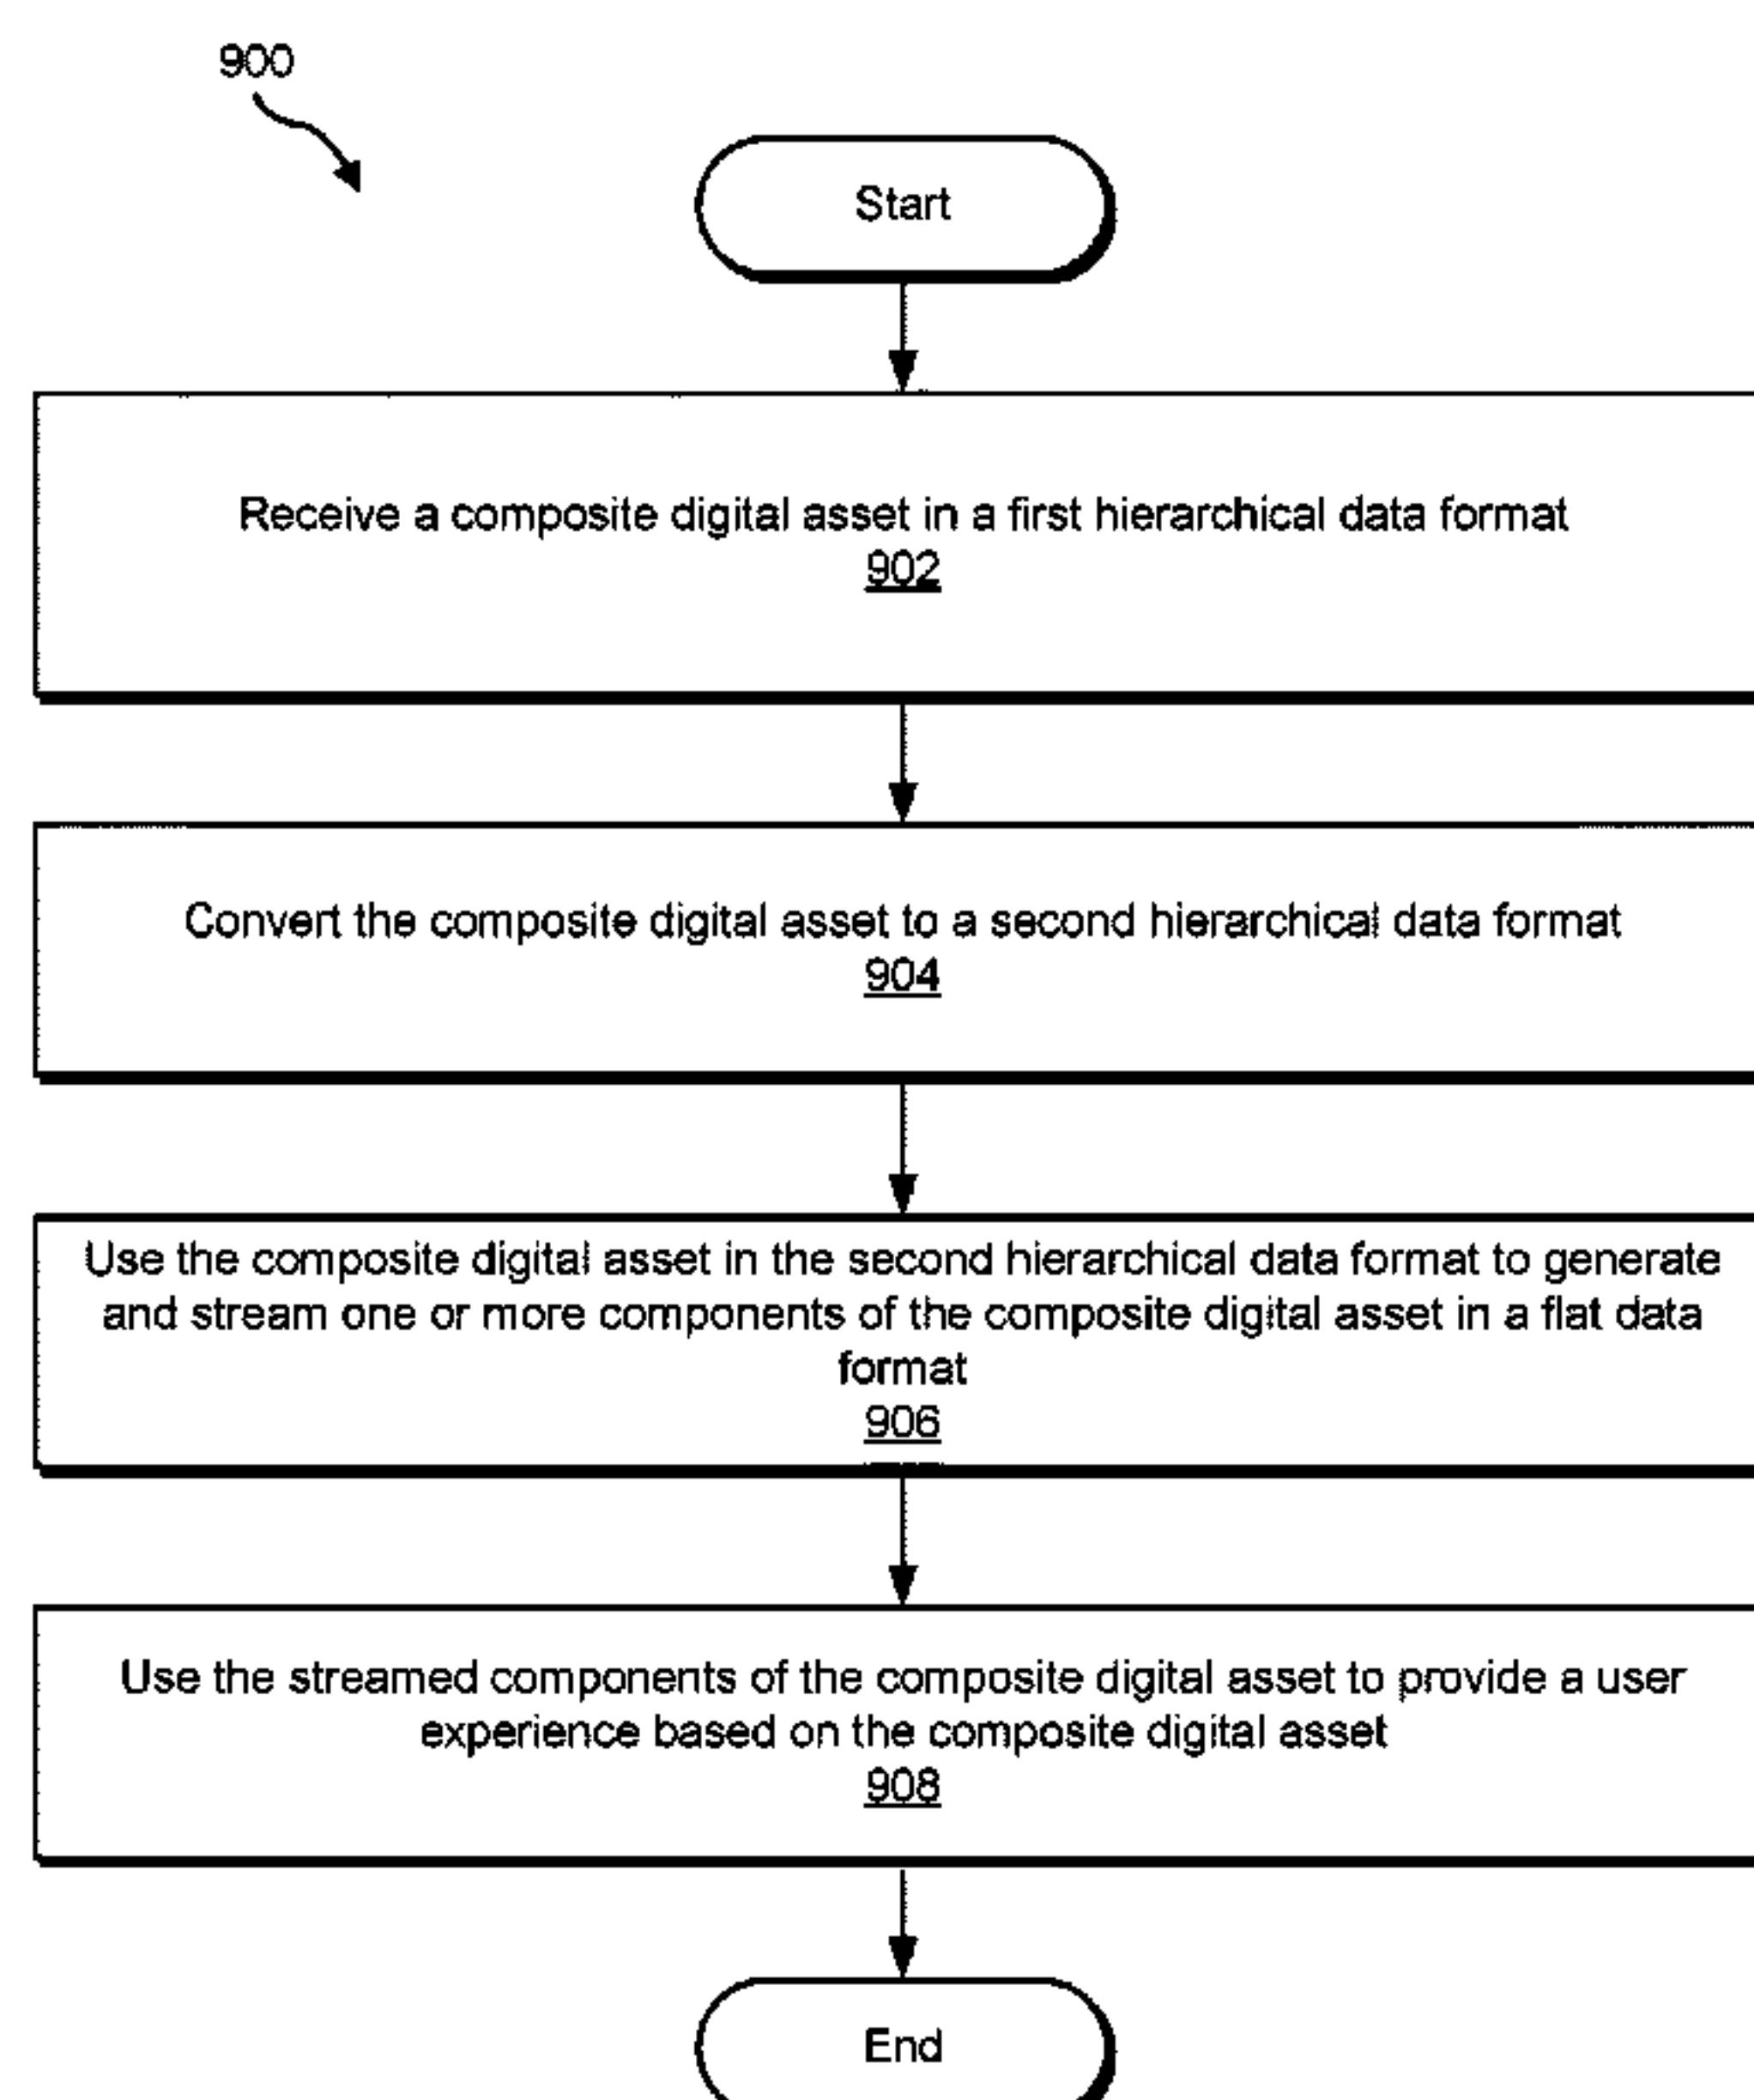 900
Start
Receive a composite digital asset in a first hierarchical data format
902
Convert the composite digital asset to a second hierarchical data format
904
Use the composite digital asset in the second hierarchical data format to generate
and stream one or more components of the composite digital asset in a flat data
format
906
Use the streamed components of the composite digital asset to provide a user
experience based on the composite digital asset
908
End